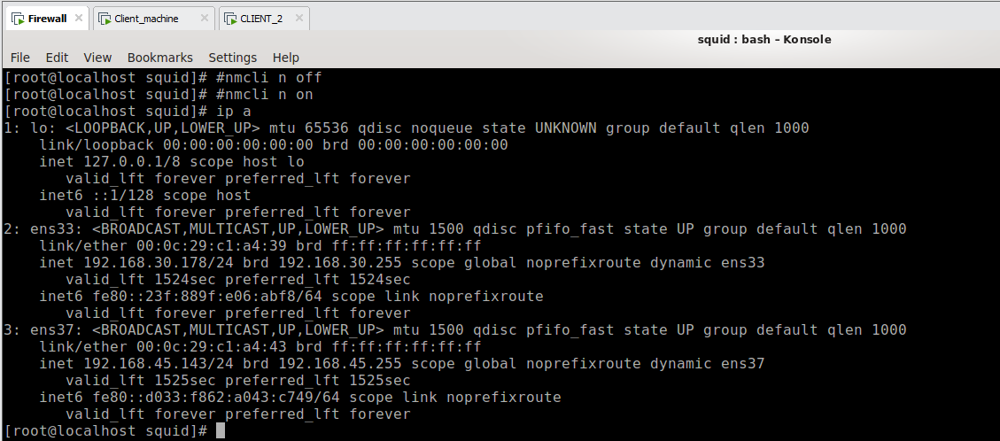 Firewall
Client_machine
CLIENT_2
squid : bash – Konsole
File Edit View Bookmarks Settings Help
[root@localhost squid]# #nmcli n off
[root@localhost squid]# #nmcli n on
[root@localhost squid]# ip a
1: lo: <LOOPBACK,UP,LOWER_UP> mtu 65536 qdisc noqueue state UNKNOWN group default qlen 1000
    link/loopback 00:00:00:00:00:00 brd 00:00:00:00:00:00
    inet 127.0.0.1/8 scope host lo
       valid_lft forever preferred_lft forever
    inet6 ::1/128 scope host
       valid_lft forever preferred_lft forever
2: ens33: <BROADCAST,MULTICAST,UP,LOWER_UP> mtu 1500 qdisc pfifo_fast state UP group default qlen 1000
    link/ether 00:0c:29:c1:a4:39 brd ff:ff:ff:ff:ff:ff
    inet 192.168.30.178/24 brd 192.168.30.255 scope global noprefixroute dynamic ens33
       valid_lft 1524sec preferred_lft 1524sec
    inet6 fe80::23f:889f:e06:abf8/64 scope link noprefixroute
       valid_lft forever preferred_lft forever
3: ens37: <BROADCAST,MULTICAST,UP,LOWER_UP> mtu 1500 qdisc pfifo_fast state UP group default qlen 1000
    link/ether 00:0c:29:c1:a4:43 brd ff:ff:ff:ff:ff:ff
    inet 192.168.45.143/24 brd 192.168.45.255 scope global noprefixroute dynamic ens37
       valid_lft 1525sec preferred_lft 1525sec
    inet6 fe80::d033:f862:a043:c749/64 scope link noprefixroute
       valid_lft forever preferred_lft forever
[root@localhost squid]#